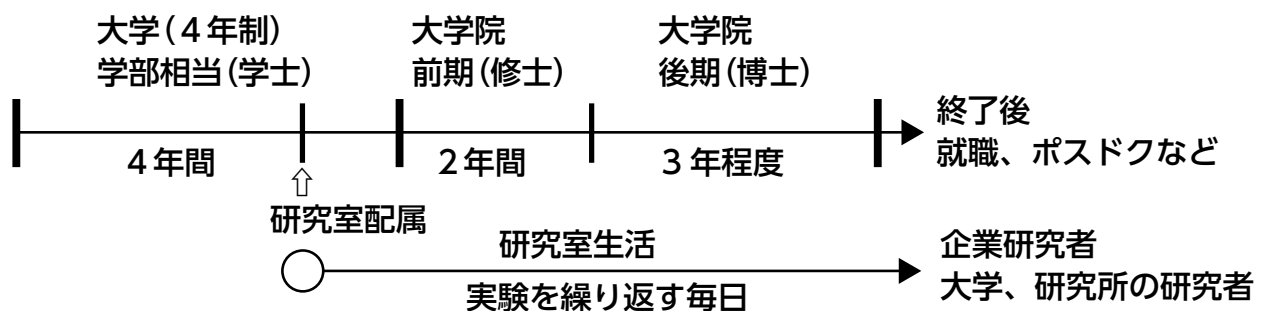 大学(４年制)
学部相当(学士)
大学院
前期(修士)
大学院
後期(博士)
終了後
就職、ポスドクなど
４年間
２年間
３年程度
⇧
研究室配属
研究室生活
実験を繰り返す毎日
企業研究者
大学、研究所の研究者